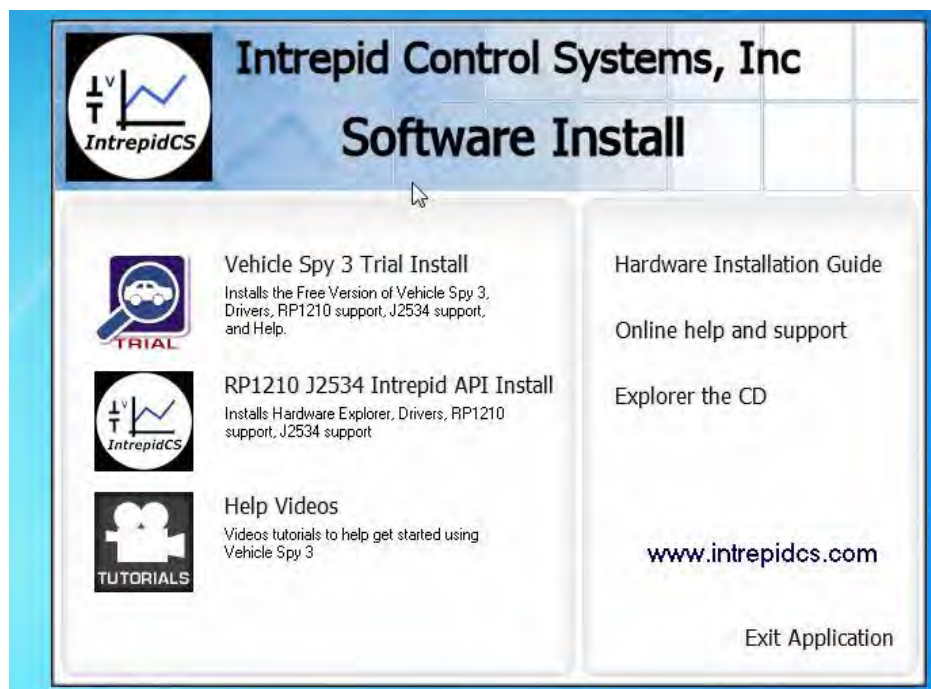 Intrepid Control Systems, Inc
Software Install
IntrepidCS
Vehicle Spy 3 Trial Install
Installs the Free Version of Vehicle Spy 3,
Drivers, RP1210 support, J2534 support,
and Help.
TRIAL
RP1210 J2534 Intrepid API Install
Installs Hardware Explorer, Drivers, RP1210
support, J2534 support
IntrepidCS
Help Videos
Videos tutorials to help get started using
Vehicle Spy 3
TUTORIALS
Hardware Installation Guide
Online help and support
Explorer the CD
www.intrepidcs.com
Exit Application